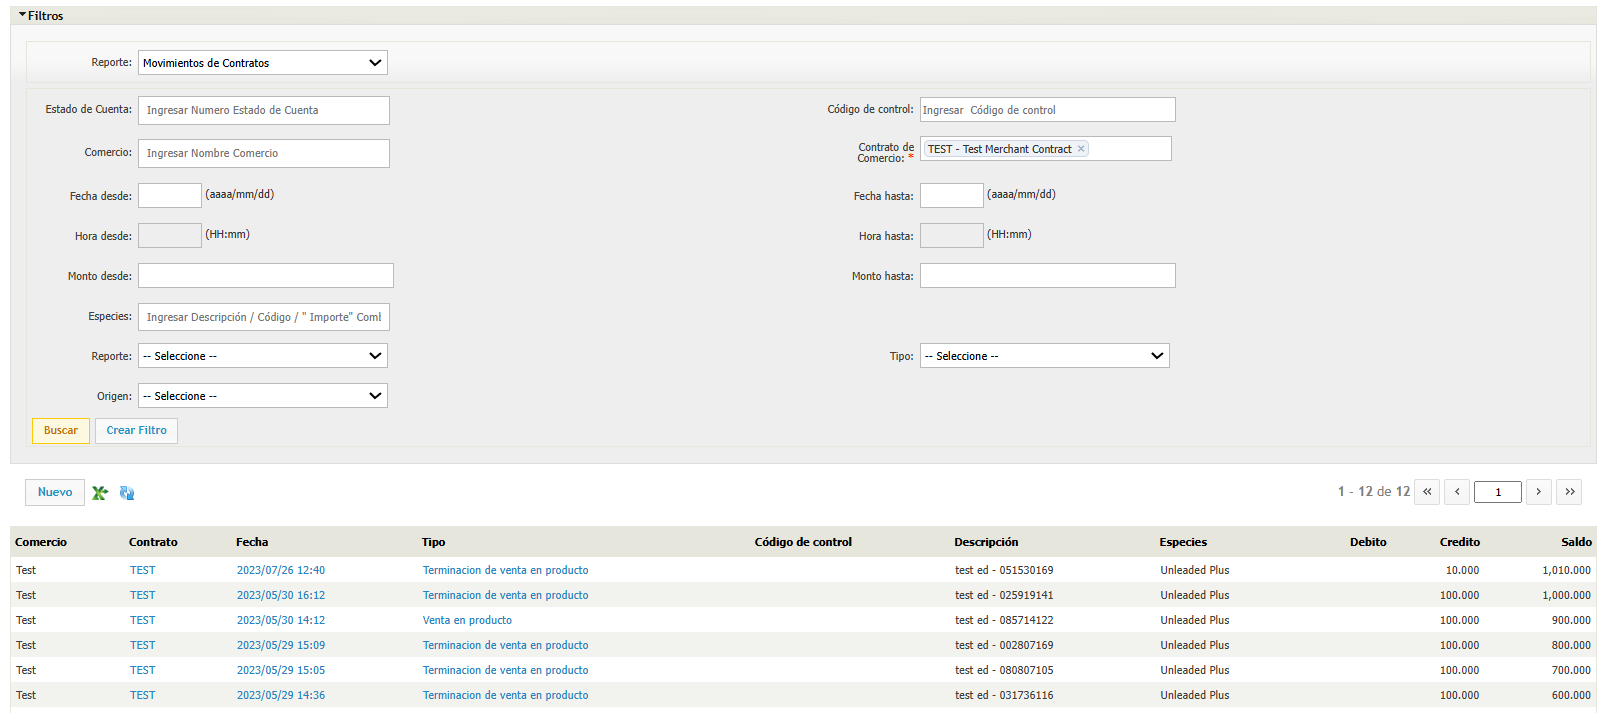 Filtros
Reporte: Movimientos de Contratos
Estado de Cuenta: Ingresar Numero Estado de Cuenta Código de control: Ingresar Código de control
Comercio: Ingresar Nombre Comercio Contrato de Comercio: * TEST - Test Merchant Contract ×
Fecha desde: (aaaa/mm/dd) Fecha hasta: (aaaa/mm/dd)
Hora desde: (HH:mm) Hora hasta: (HH:mm)
Monto desde: Monto hasta:
Especies: Ingresar Descripción / Código / " Importe" Comb
Reporte: -- Seleccione -- Tipo: -- Seleccione --
Origen: -- Seleccione --
Buscar Crear Filtro
Nuevo 1 - 12 de 12 « ‹ 1 › »
Comercio Contrato Fecha Tipo Código de control Descripción Especies Debito Credito Saldo
Test TEST 2023/07/26 12:40 Terminacion de venta en producto test ed - 051530169 Unleaded Plus 10.000 1,010.000
Test TEST 2023/05/30 16:12 Terminacion de venta en producto test ed - 025919141 Unleaded Plus 100.000 1,000.000
Test TEST 2023/05/30 14:12 Venta en producto test ed - 085714122 Unleaded Plus 100.000 900.000
Test TEST 2023/05/29 15:09 Terminacion de venta en producto test ed - 002807169 Unleaded Plus 100.000 800.000
Test TEST 2023/05/29 15:05 Terminacion de venta en producto test ed - 080807105 Unleaded Plus 100.000 700.000
Test TEST 2023/05/29 14:36 Terminacion de venta en producto test ed - 031736116 Unleaded Plus 100.000 600.000